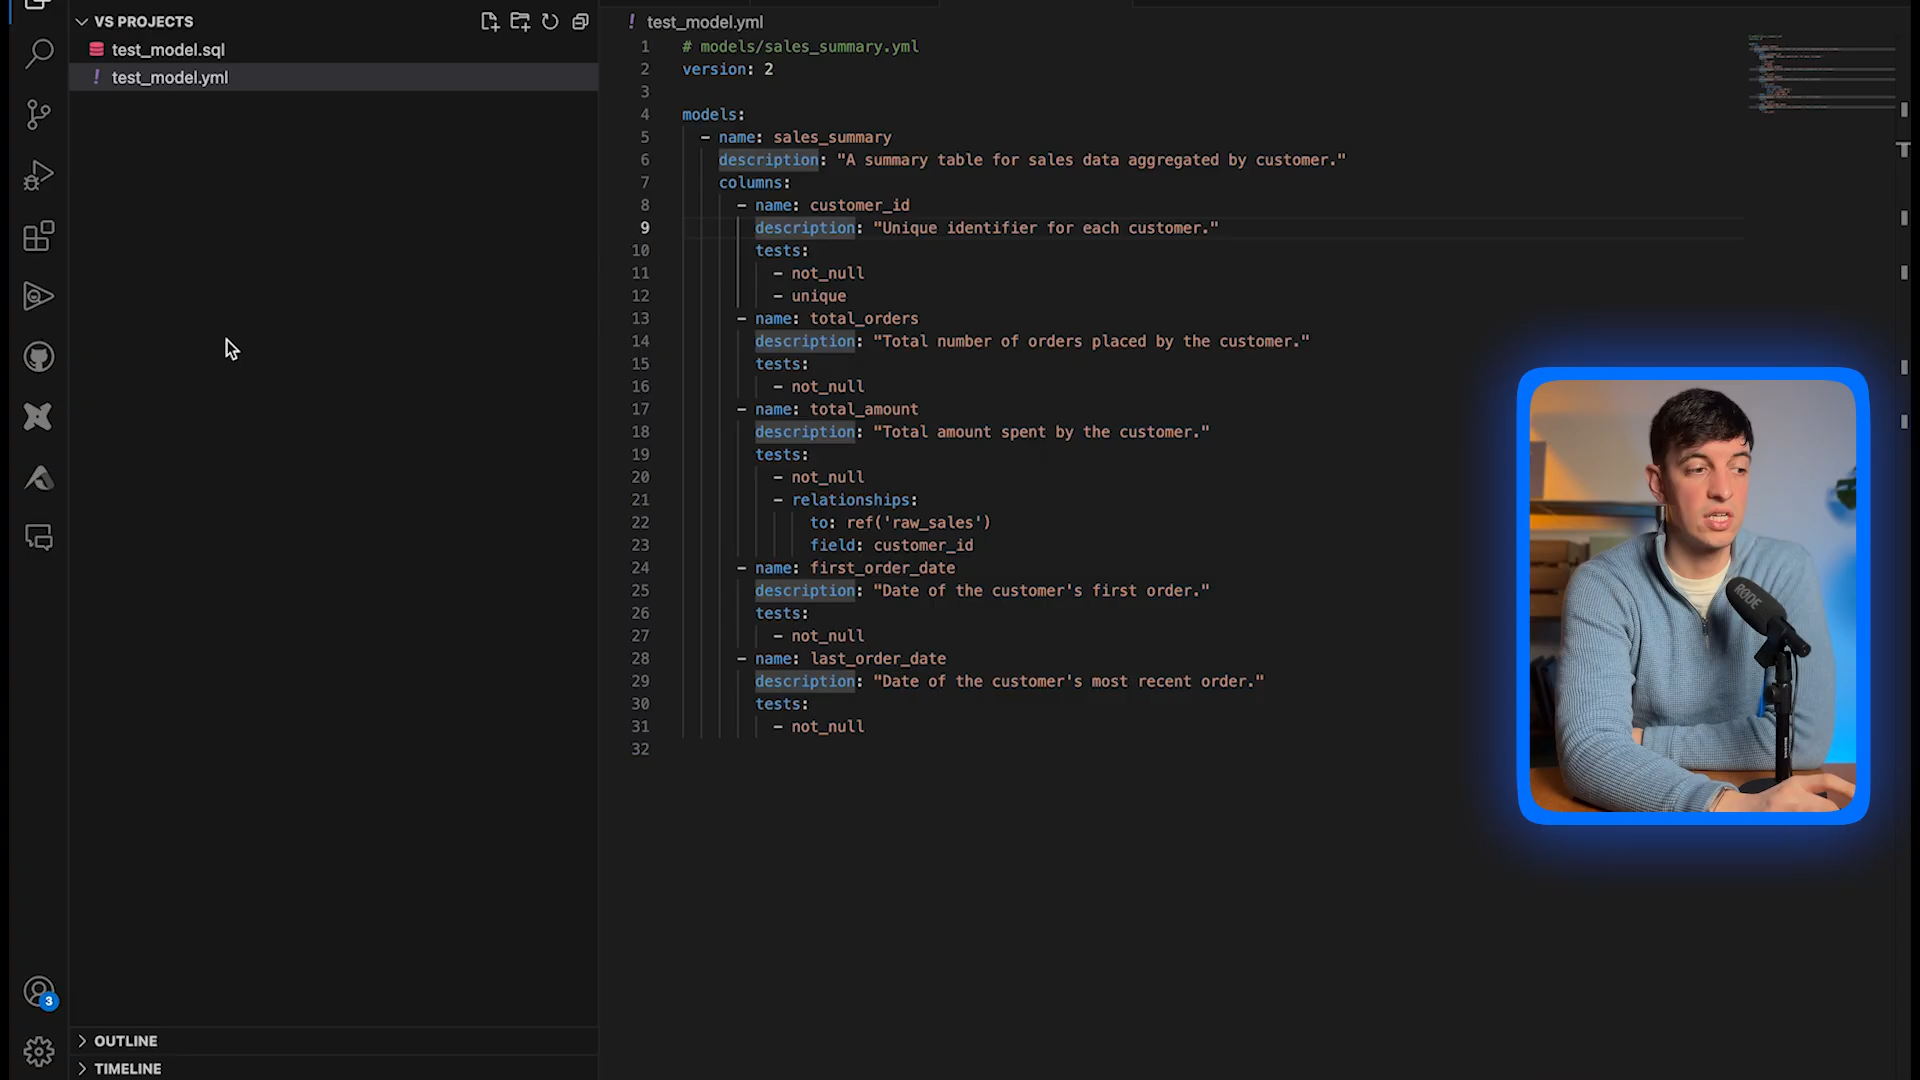 VS PROJECTS
test_model.sql
! test_model.yml
! test_model.yml
1 # models/sales_summary.yml
2 version: 2
3
4 models:
5 - name: sales_summary
6 description: "A summary table for sales data aggregated by customer."
7 columns:
8 - name: customer_id
9 description: "Unique identifier for each customer."
10 tests:
11 - not_null
12 - unique
13 - name: total_orders
14 description: "Total number of orders placed by the customer."
15 tests:
16 - not_null
17 - name: total_amount
18 description: "Total amount spent by the customer."
19 tests:
20 - not_null
21 - relationships:
22 to: ref('raw_sales')
23 field: customer_id
24 - name: first_order_date
25 description: "Date of the customer's first order."
26 tests:
27 - not_null
28 - name: last_order_date
29 description: "Date of the customer's most recent order."
30 tests:
31 - not_null
32
RØDE
3
OUTLINE
TIMELINE